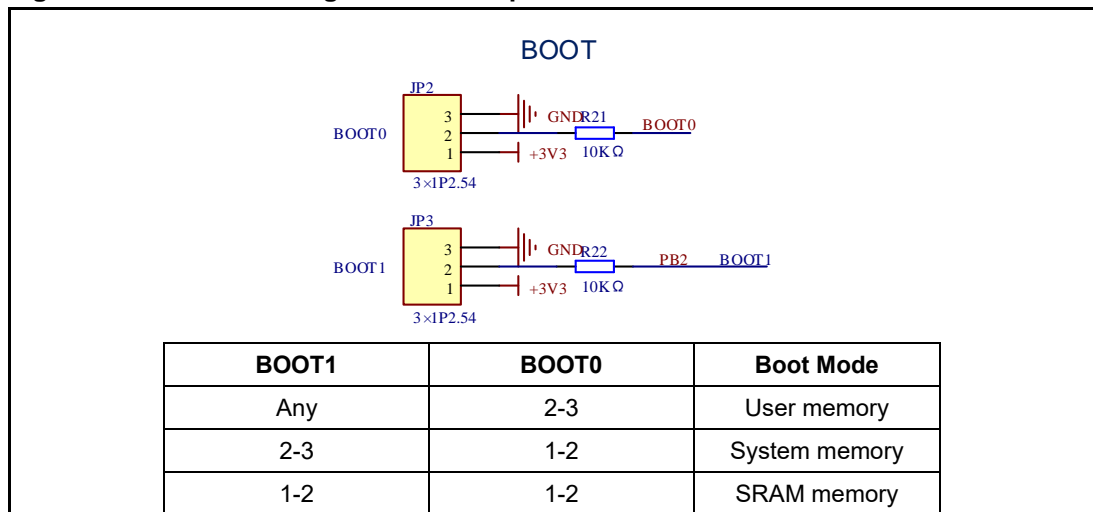 BOOT
JP2
BOOT0
3
GND
R21
BOOT0
2
1
+3V3
10KΩ
3×1P2.54
JP3
BOOT1
3
GND
R22
PB2
BOOT1
2
1
+3V3
10KΩ
3×1P2.54
BOOT1 BOOT0 Boot Mode
Any 2-3 User memory
2-3 1-2 System memory
1-2 1-2 SRAM memory